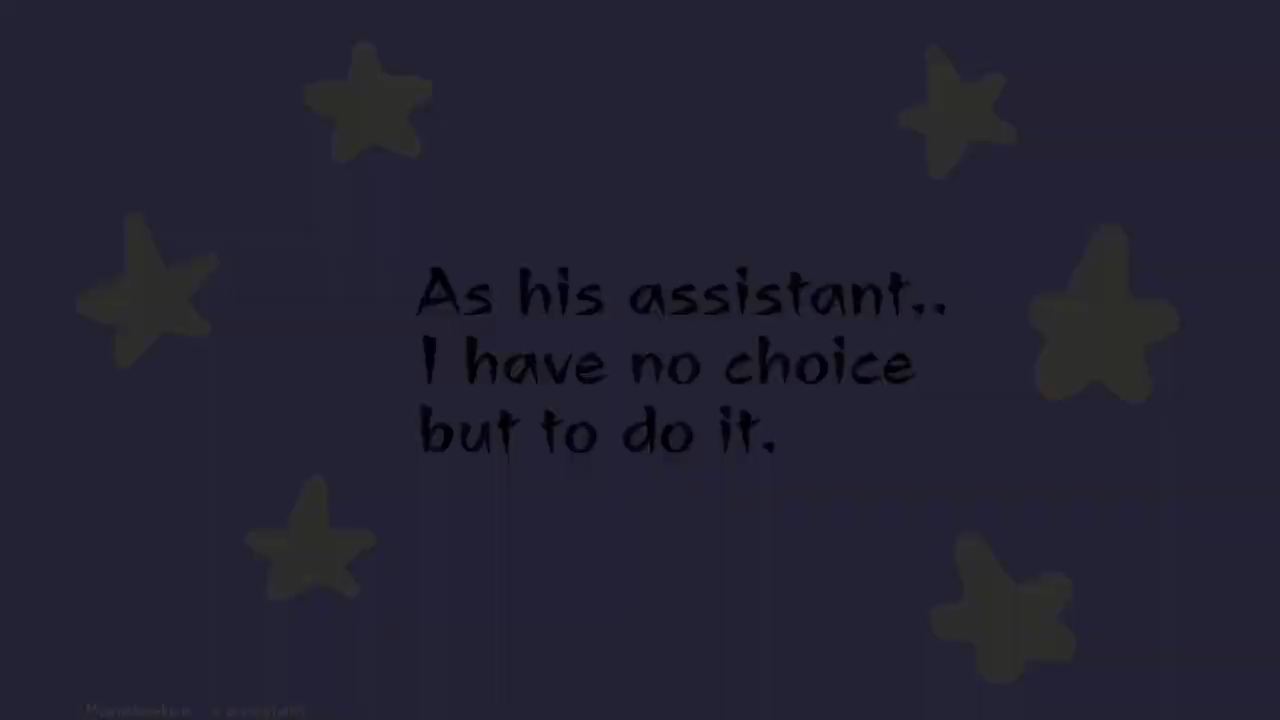 As his assistant..
I have no choice
but to do it.